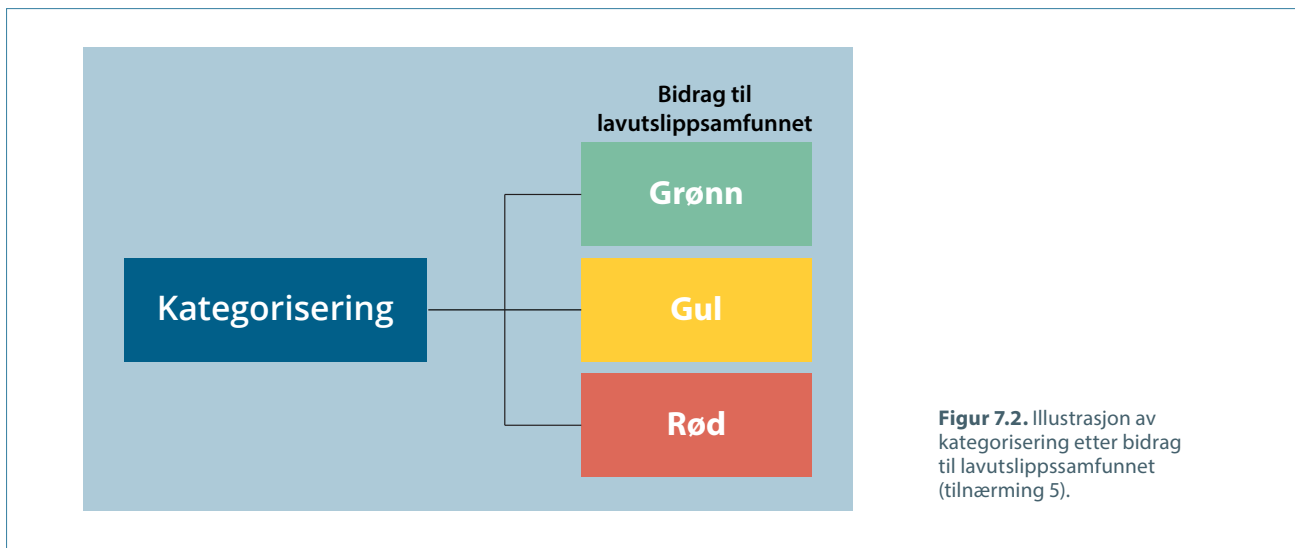 Bidrag til
lavutslippsamfunnet
Grønn
Kategorisering
Gul
Rød
Figur 7.2. Illustrasjon av
kategorisering etter bidrag
til lavutslippssamfunnet
(tilnærming 5).